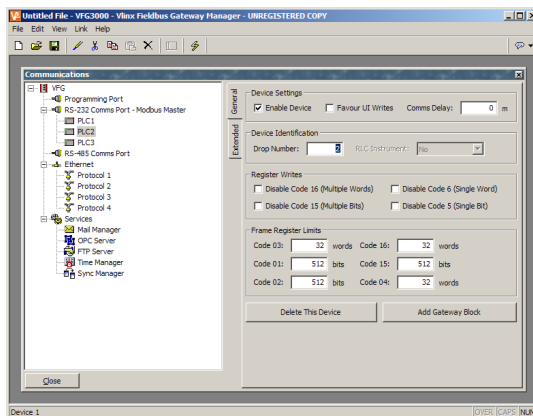 Untitled File - VFG3000 - Vlinx Fieldbus Gateway Manager - UNREGISTERED COPY
File Edit View Link Help
Communications
VFG
Programming Port
RS-232 Comms Port - Modbus Master
PLC1
PLC2
PLC3
RS-485 Comms Port
Ethernet
Protocol 1
Protocol 2
Protocol 3
Protocol 4
Services
Mail Manager
OPC Server
FTP Server
Time Manager
Sync Manager
General
Extended
Device Settings
Enable Device Favour UI Writes Comms Delay: 0 m
Device Identification
Drop Number: 2 RLC Instrument: No
Register Writes
Disable Code 16 (Multiple Words) Disable Code 6 (Single Word)
Disable Code 15 (Multiple Bits) Disable Code 5 (Single Bit)
Frame Register Limits
Code 03: 32 words Code 16: 32 words
Code 01: 512 bits Code 15: 512 bits
Code 02: 512 bits Code 04: 32 words
Delete This Device Add Gateway Block
Close
Device 1 OVER CAPS NUM